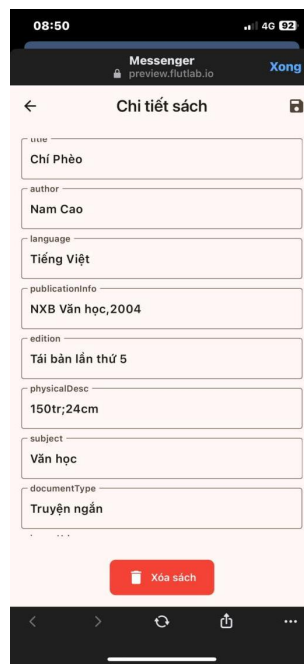 08:50
4G 92
Messenger
preview.flutlab.io
Xong
Chi tiết sách
title
Chí Phèo
author
Nam Cao
language
Tiếng Việt
publicationInfo
NXB Văn học,2004
edition
Tái bản lần thứ 5
physicalDesc
150tr;24cm
subject
Văn học
documentType
Truyện ngắn
Xóa sách